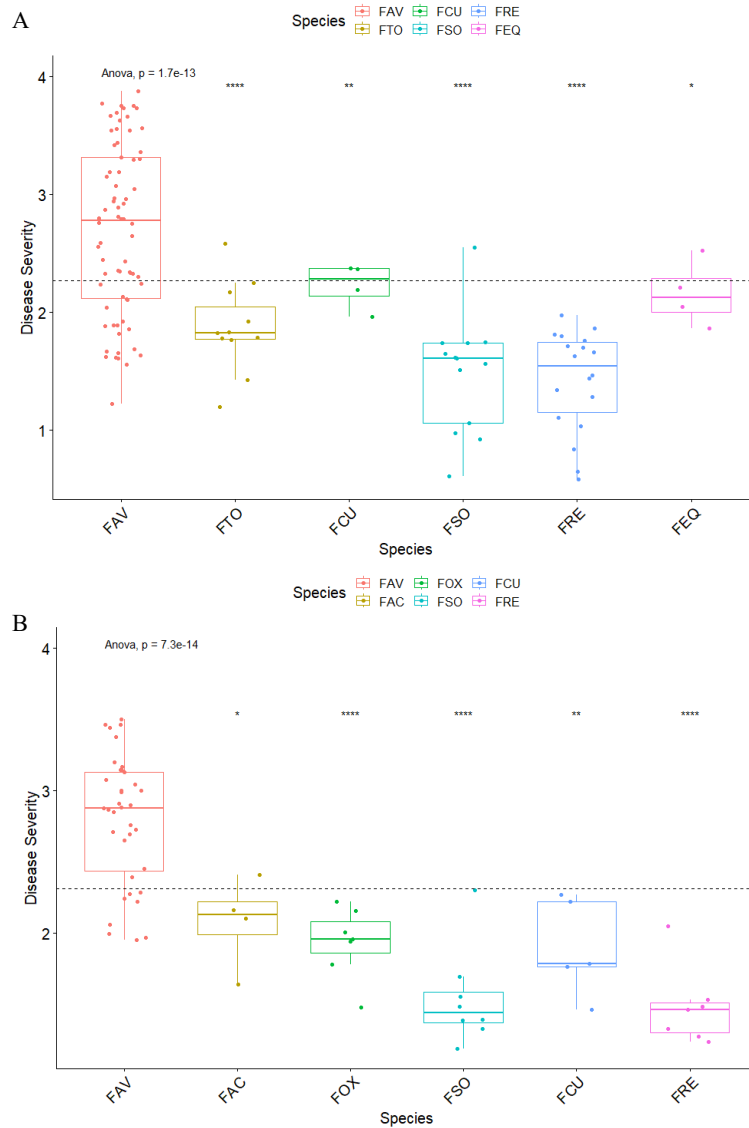 A
Species FAV FCU FRE
FTO FSO FEQ
Anova, p = 1.7e-13
**** ** **** **** *
4
3
2
1
Disease Severity
FAV FTO FCU FSO FRE FEQ
Species
B
Species FAV FOX FCU
FAC FSO FRE
Anova, p = 7.3e-14
* **** **** ** ****
4
3
2
Disease Severity
FAV FAC FOX FSO FCU FRE
Species